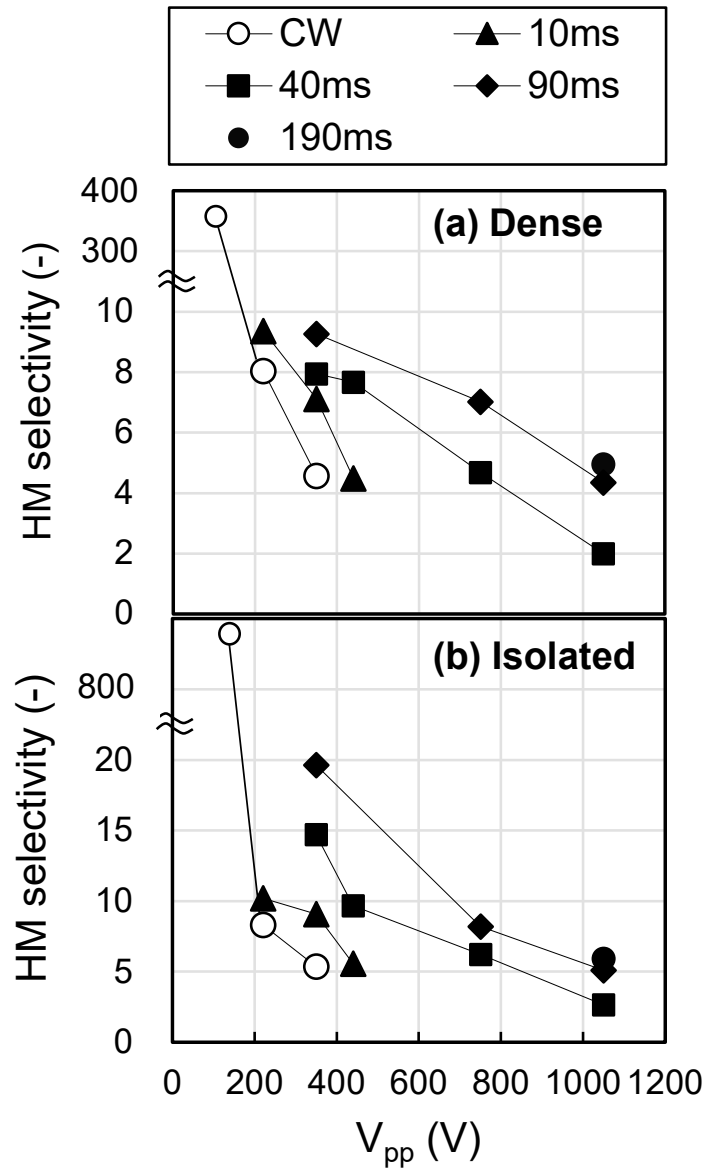 CW 10ms
40ms 90ms
190ms
(a) Dense
HM selectivity (-)
400
300
10
8
6
4
2
0
(b) Isolated
HM selectivity (-)
800
20
15
10
5
0
0 200 400 600 800 1000 1200
Vpp (V)